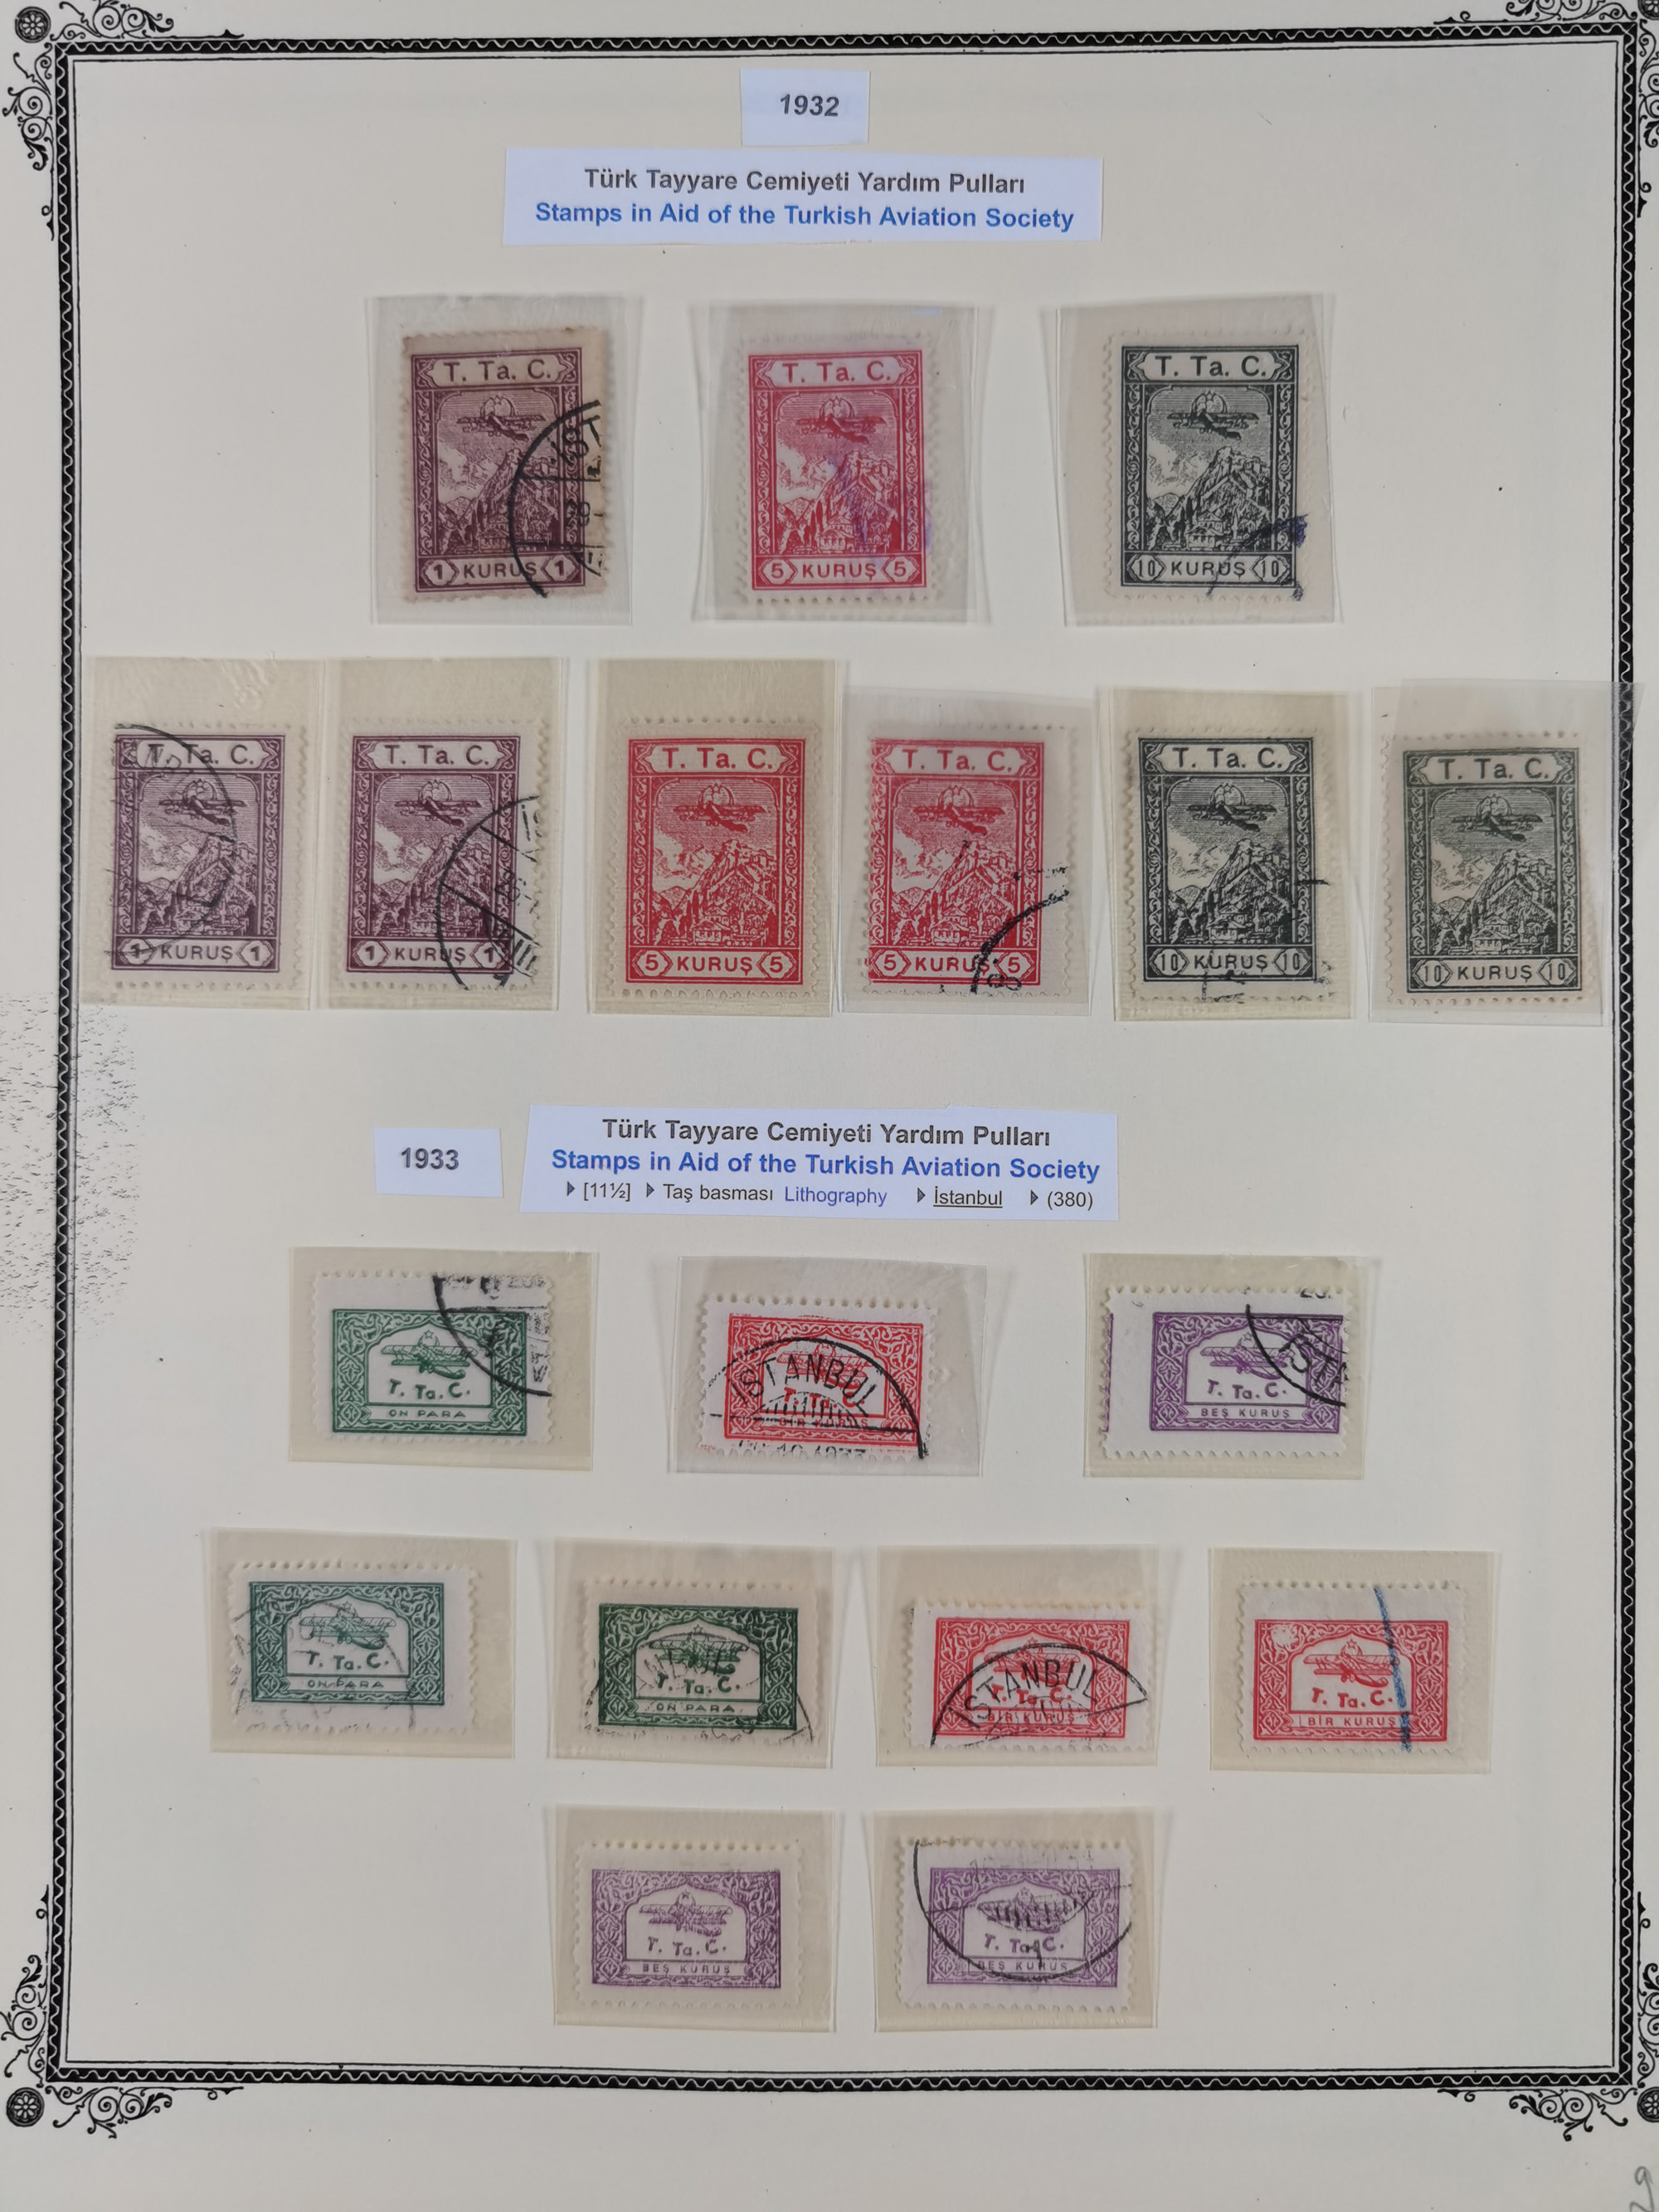 1932
Türk Tayyare Cemiyeti Yardım Pulları
Stamps in Aid of the Turkish Aviation Society
T. Ta. C.
1 KURUŞ 1
T. Ta. C.
5 KURUŞ 5
T. Ta. C.
10 KURUŞ 10
T. Ta. C.
1 KURUŞ 1
T. Ta. C.
1 KURUŞ 1
T. Ta. C.
5 KURUŞ 5
T. Ta. C.
5 KURUŞ 5
T. Ta. C.
10 KURUŞ 10
T. Ta. C.
10 KURUŞ 10
1933
Türk Tayyare Cemiyeti Yardım Pulları
Stamps in Aid of the Turkish Aviation Society
[11½] Taş basması Lithography İstanbul (380)
T. Ta. C.
ON PARA
ISTANBUL
T. Ta. C.
BIR KURUŞ
T. Ta. C.
BEŞ KURUŞ
T. Ta. C.
ON PARA
T. Ta. C.
ON PARA
ISTANBUL
T. Ta. C.
BIR KURUŞ
T. Ta. C.
BIR KURUŞ
T. Ta. C.
BEŞ KURUŞ
T. Ta. C.
BEŞ KURUŞ
29